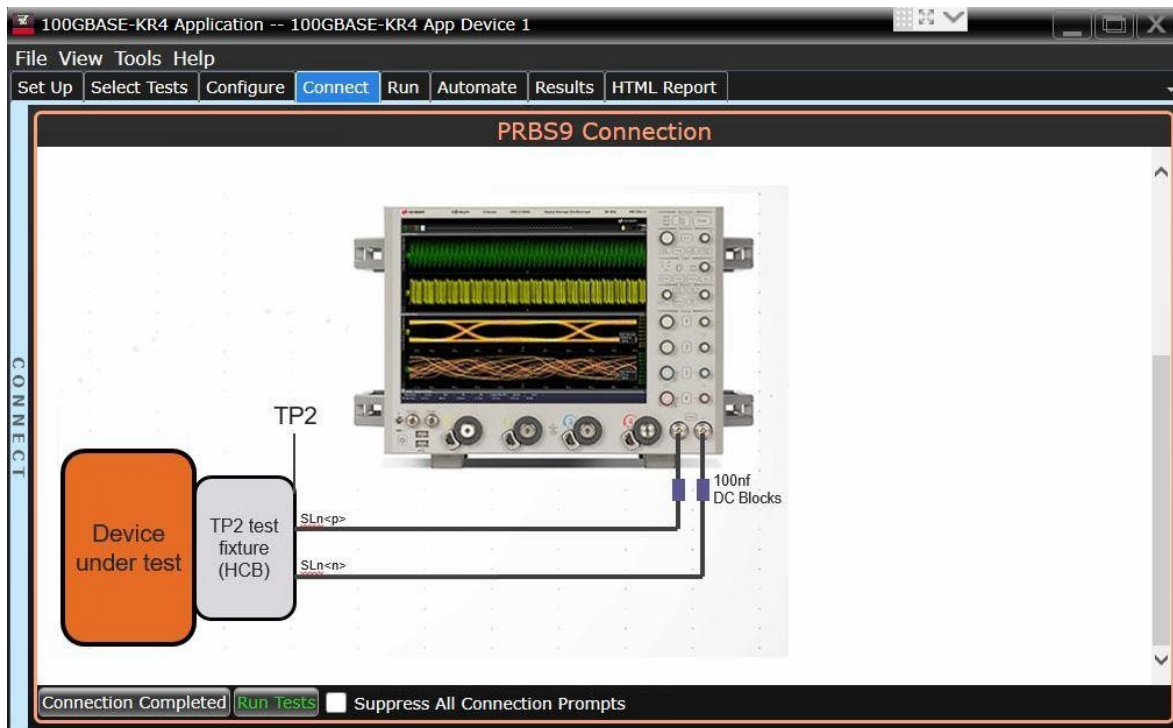 100GBASE-KR4 Application -- 100GBASE-KR4 App Device 1
File View Tools Help
Set Up Select Tests Configure Connect Run Automate Results HTML Report
PRBS9 Connection
CONNECT
TP2
100nf
DC Blocks
Device
under test
TP2 test
fixture
(HCB)
SLn<p>
SLn<n>
Connection Completed Run Tests Suppress All Connection Prompts